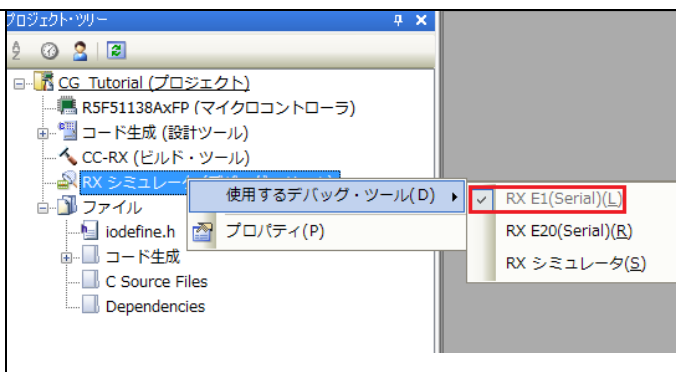 プロジェクト・ツリー
CG_Tutorial (プロジェクト)
R5F51138AxFP (マイクロコントローラ)
コード生成 (設計ツール)
CC-RX (ビルド・ツール)
RX シミュレータ
使用するデバッグ・ツール(D)
RX E1(Serial)(L)
ファイル
iodefine.h
プロパティ(P)
RX E20(Serial)(R)
コード生成
RX シミュレータ(S)
C Source Files
Dependencies